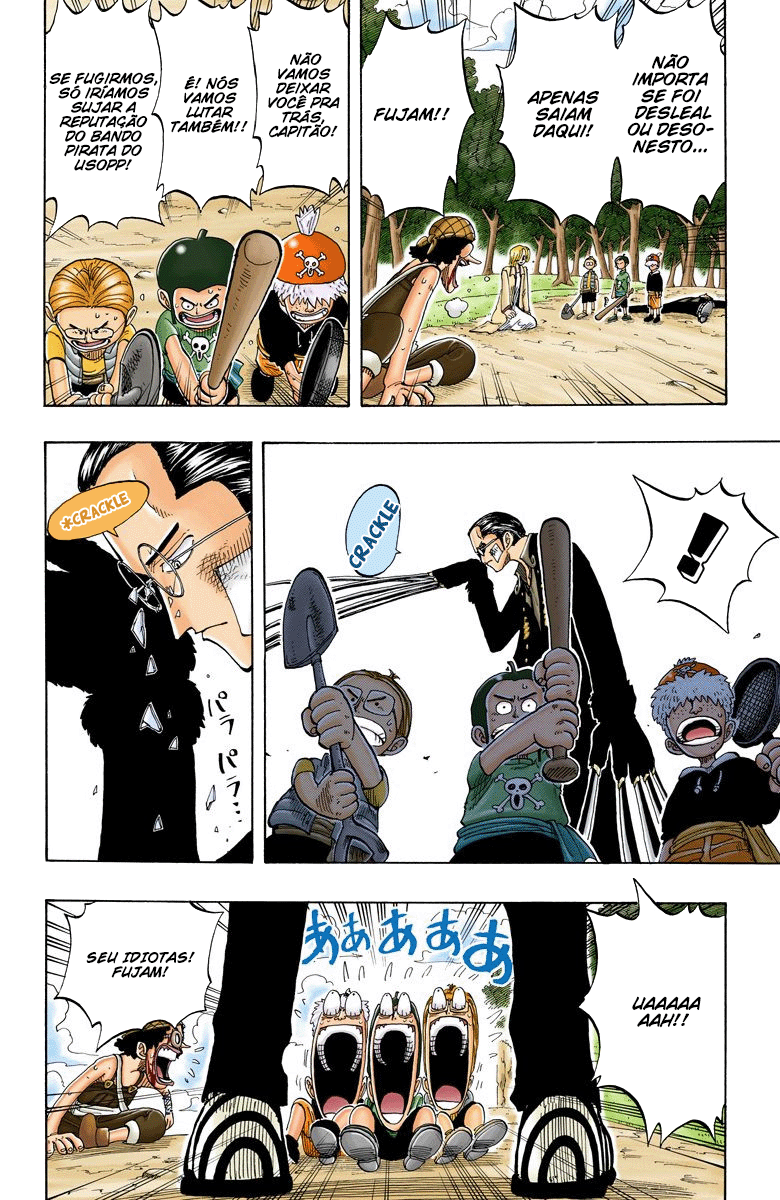 NÃO
IMPORTA
SE FOI
DESLEAL
OU DESO-
NESTO...
APENAS
SAIAM
DAQUI!
FUJAM!!
NÃO
VAMOS
DEIXAR
VOCÊ PRA
TRÁS,
CAPITÃO!
É! NÓS
VAMOS
LUTAR
TAMBÉM!!
SE FUGIRMOS,
SÓ IRÍAMOS
SUJAR A
REPUTAÇÃO
DO BANDO
PIRATA DO
USOPP!
!
CRACKLE
*CRACKLE
パラ
パラ…
UAAAAA
AAH!!
ああああああ
SEU IDIOTAS!
FUJAM!